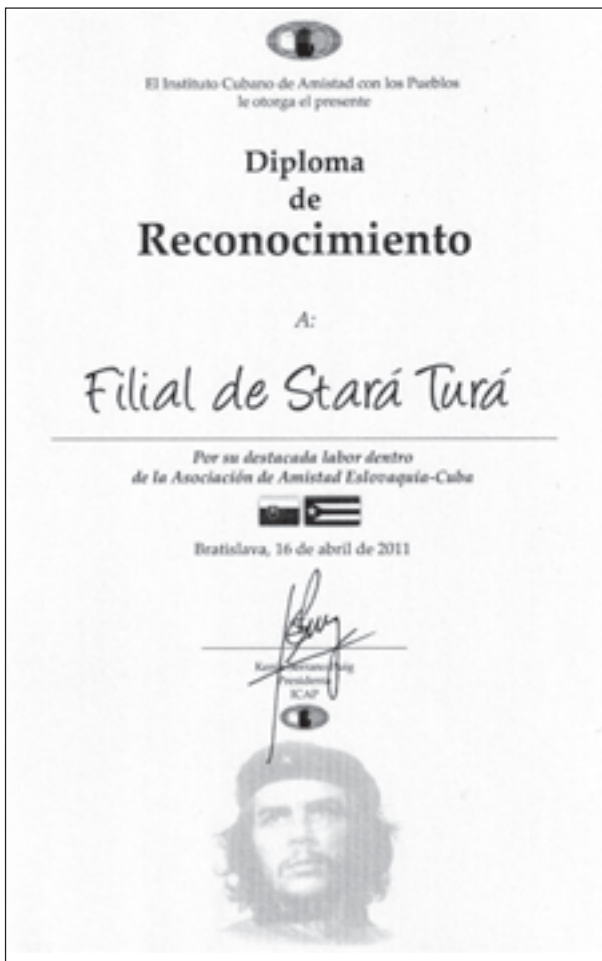 El Instituto Cubano de Amistad con los Pueblos
le otorga el presente
Diploma
de
Reconocimiento
A:
Filial de Stará Turá
Por su destacada labor dentro
de la Asociación de Amistad Eslovaquia-Cuba
Bratislava, 16 de abril de 2011
Presidente
ICAP